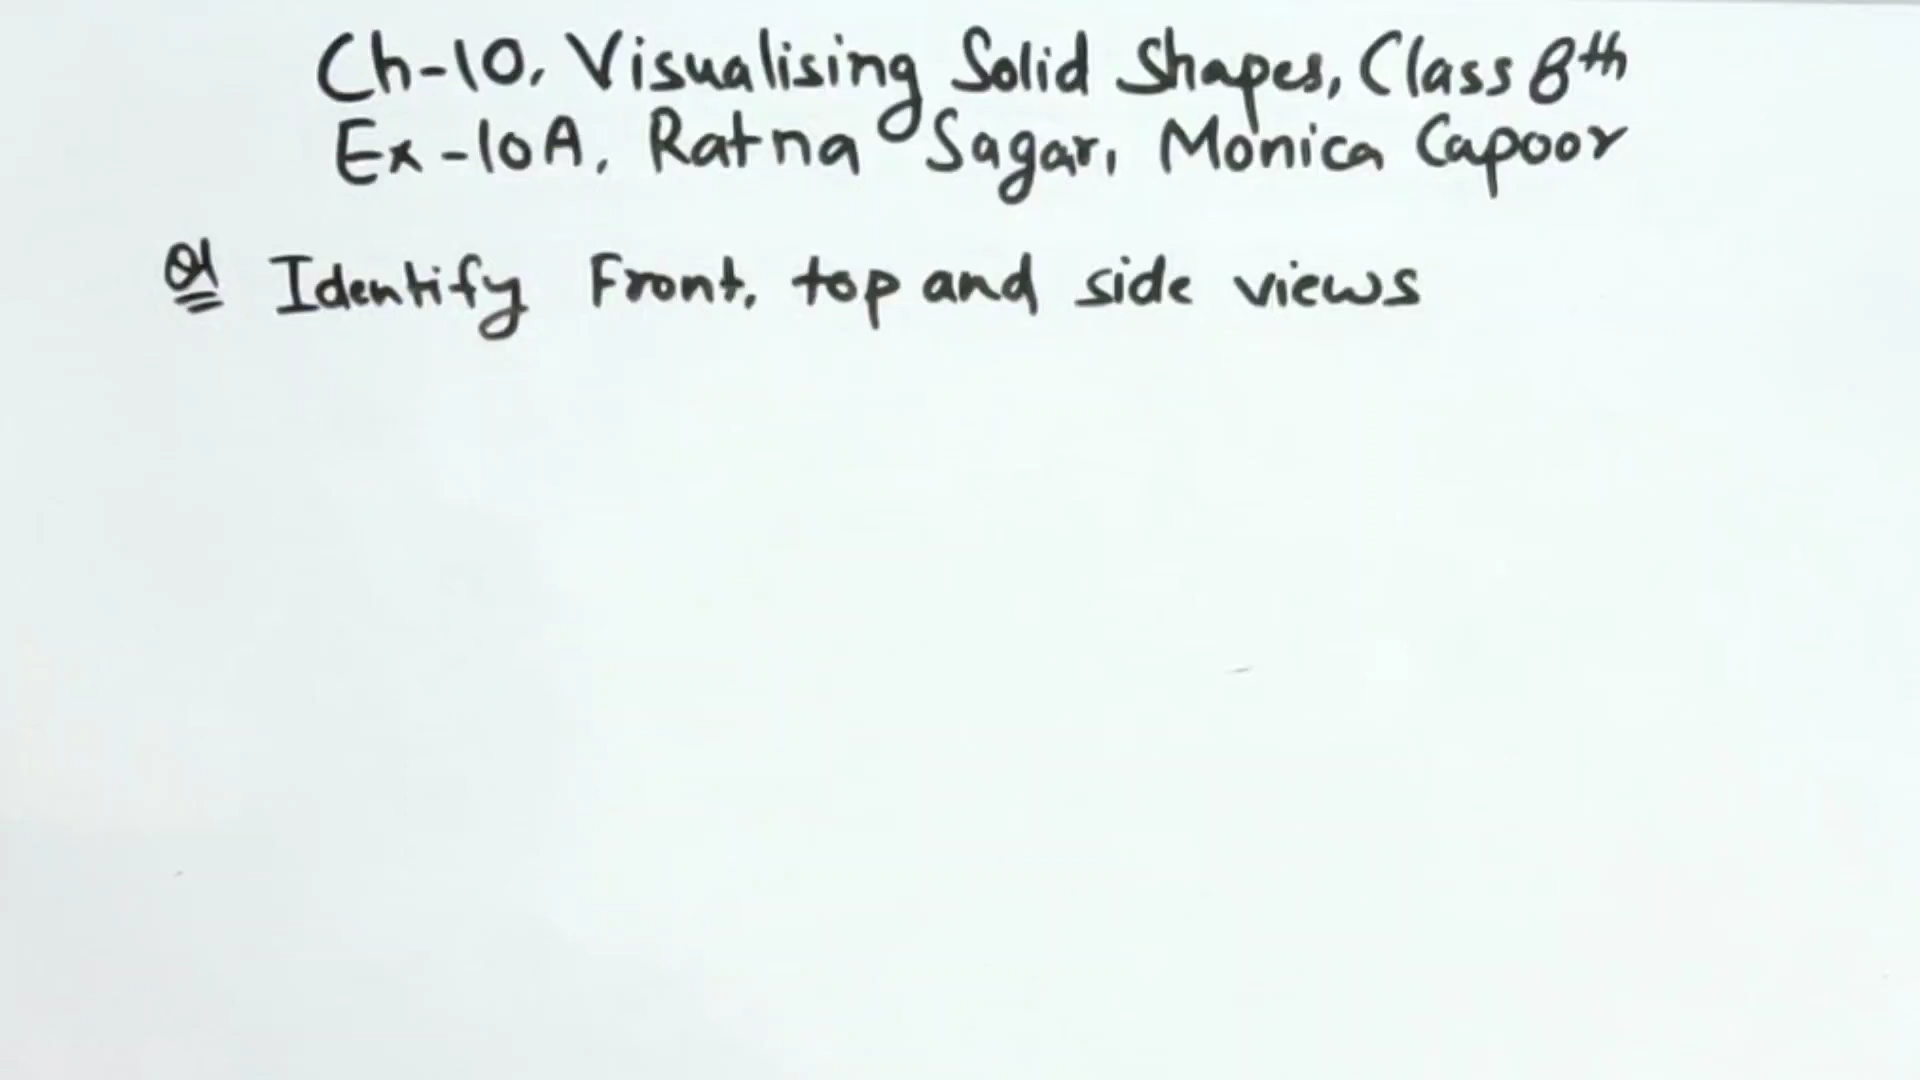 Ch-10, Visualising Solid Shapes, Class 8th
Ex-10A, Ratna Sagar, Monica Capoor
Q1 Identify Front, top and side views